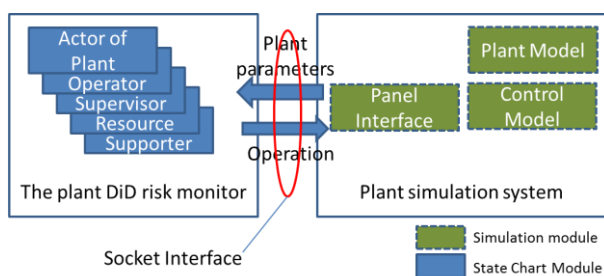 Actor of
Plant
Operator
Supervisor
Resource
Supporter
The plant DiD risk monitor
Plant
parameters
Operation
Socket Interface
Plant Model
Panel
Interface
Control
Model
Plant simulation system
Simulation module
State Chart Module